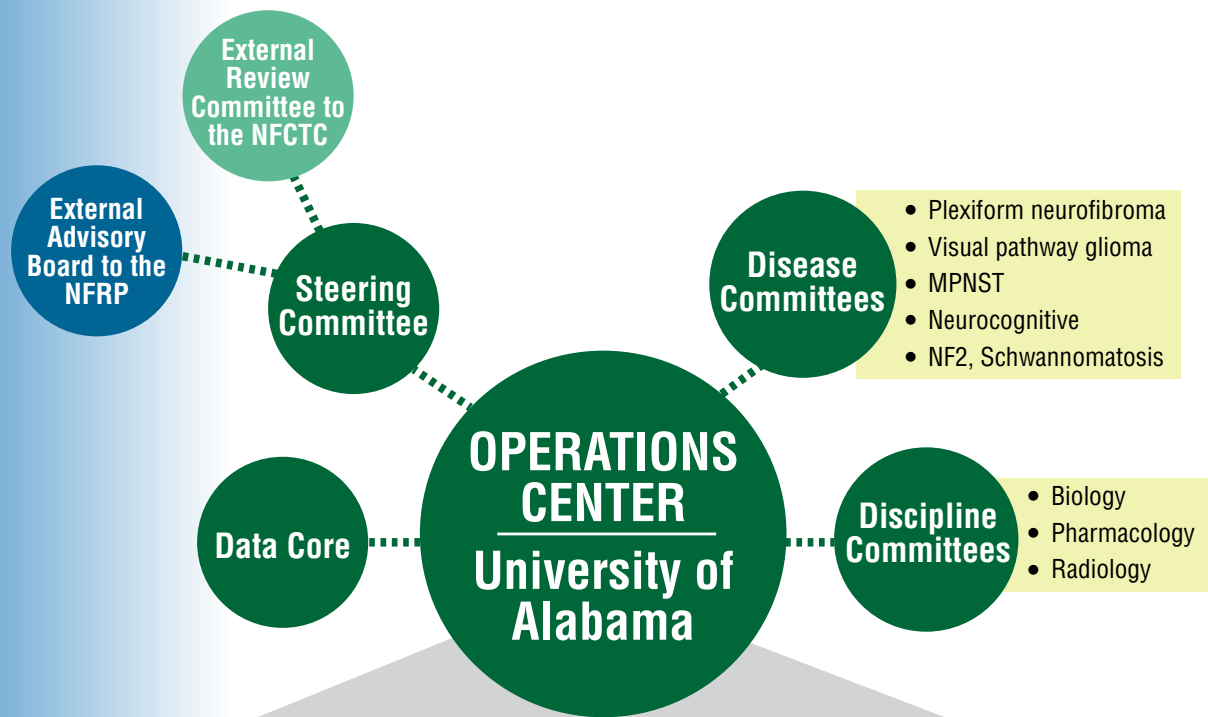 External
Review
Committee to
the NFCTC
External
Advisory
Board to the
NFRP
Steering
Committee
Disease
Committees
• Plexiform neurofibroma
• Visual pathway glioma
• MPNST
• Neurocognitive
• NF2, Schwannomatosis
OPERATIONS
CENTER
University of
Alabama
Data Core
Discipline
Committees
• Biology
• Pharmacology
• Radiology